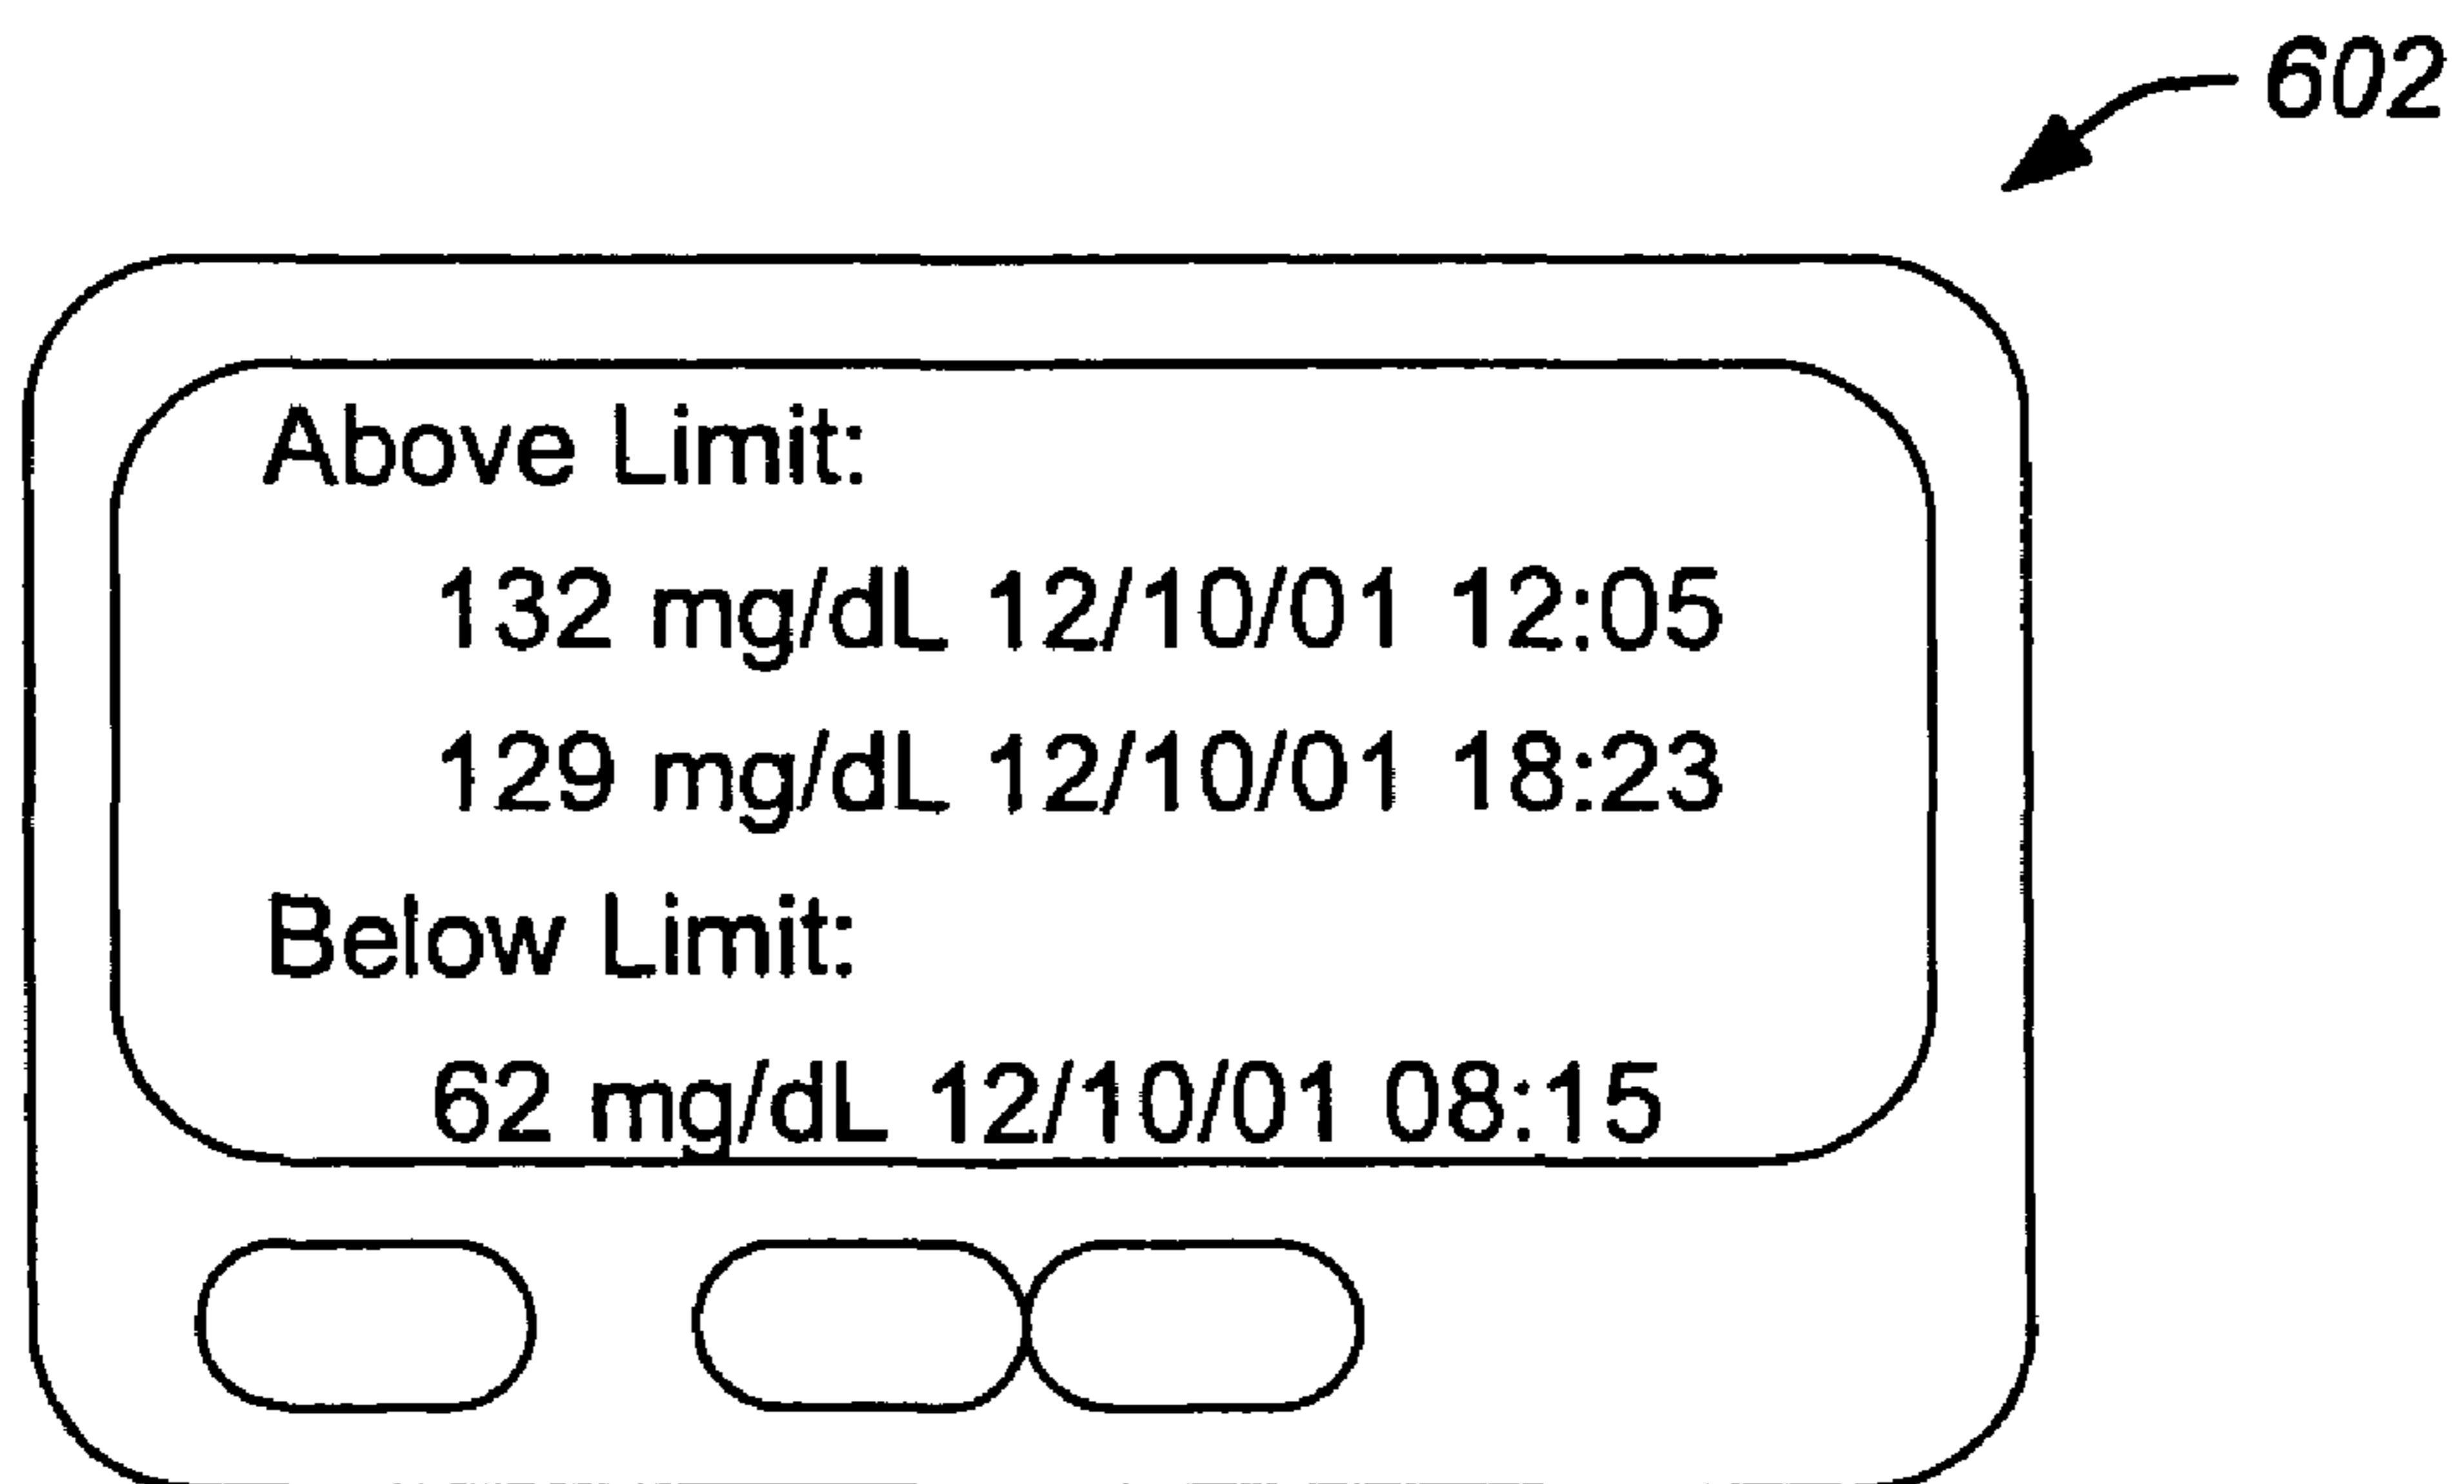 602
Above Limit:
132 mg/dL 12/10/01 12:05
129 mg/dL 12/10/01 18:23
Below Limit:
62 mg/dL 12/10/01 08:15